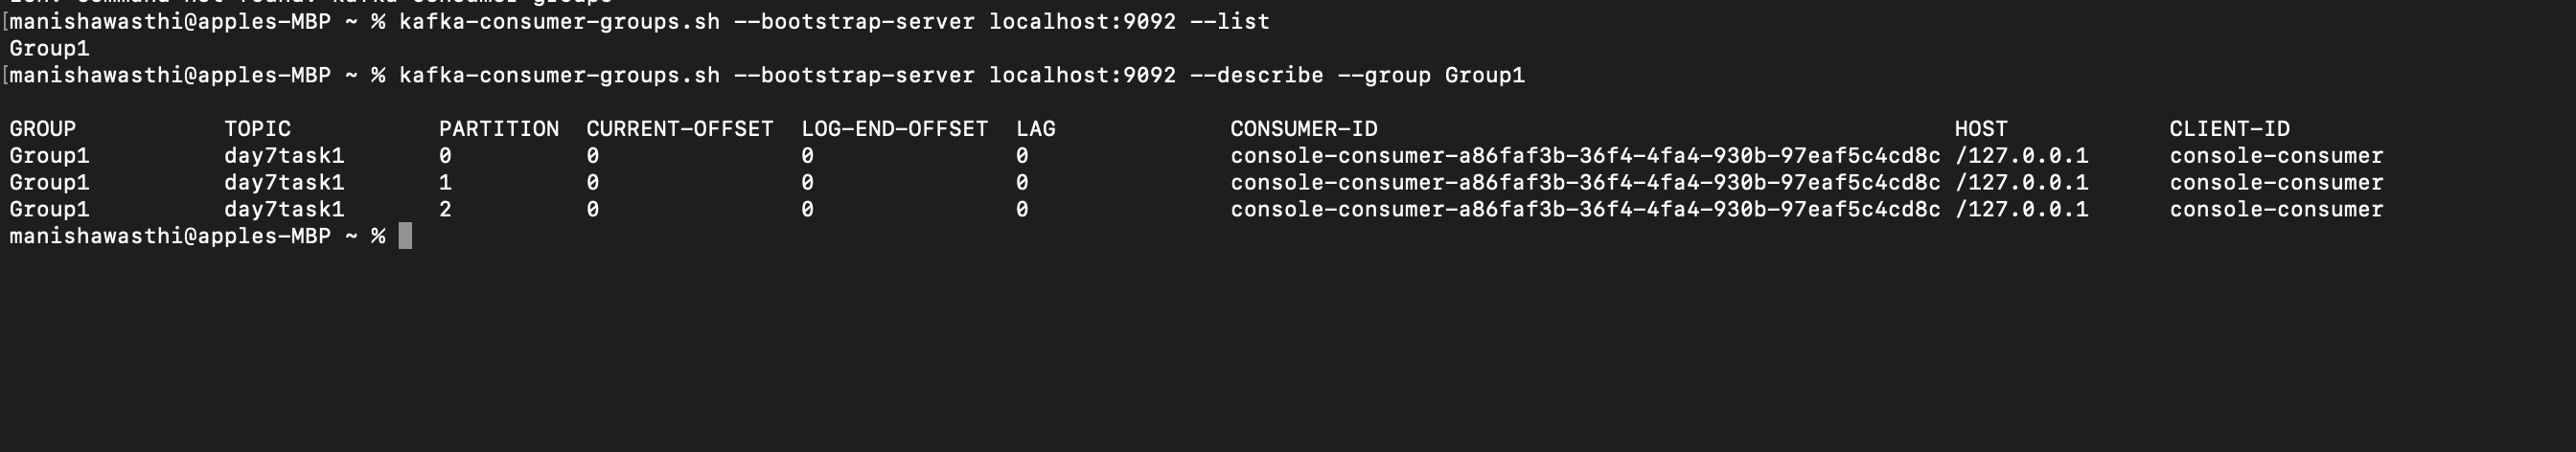 [manishawasthi@apples-MBP ~ % kafka-consumer-groups.sh --bootstrap-server localhost:9092 --list
Group1
[manishawasthi@apples-MBP ~ % kafka-consumer-groups.sh --bootstrap-server localhost:9092 --describe --group Group1
GROUP TOPIC PARTITION CURRENT-OFFSET LOG-END-OFFSET LAG CONSUMER-ID HOST CLIENT-ID
Group1 day7task1 0 0 0 0 console-consumer-a86faf3b-36f4-4fa4-930b-97eaf5c4cd8c /127.0.0.1 console-consumer
Group1 day7task1 1 0 0 0 console-consumer-a86faf3b-36f4-4fa4-930b-97eaf5c4cd8c /127.0.0.1 console-consumer
Group1 day7task1 2 0 0 0 console-consumer-a86faf3b-36f4-4fa4-930b-97eaf5c4cd8c /127.0.0.1 console-consumer
manishawasthi@apples-MBP ~ %